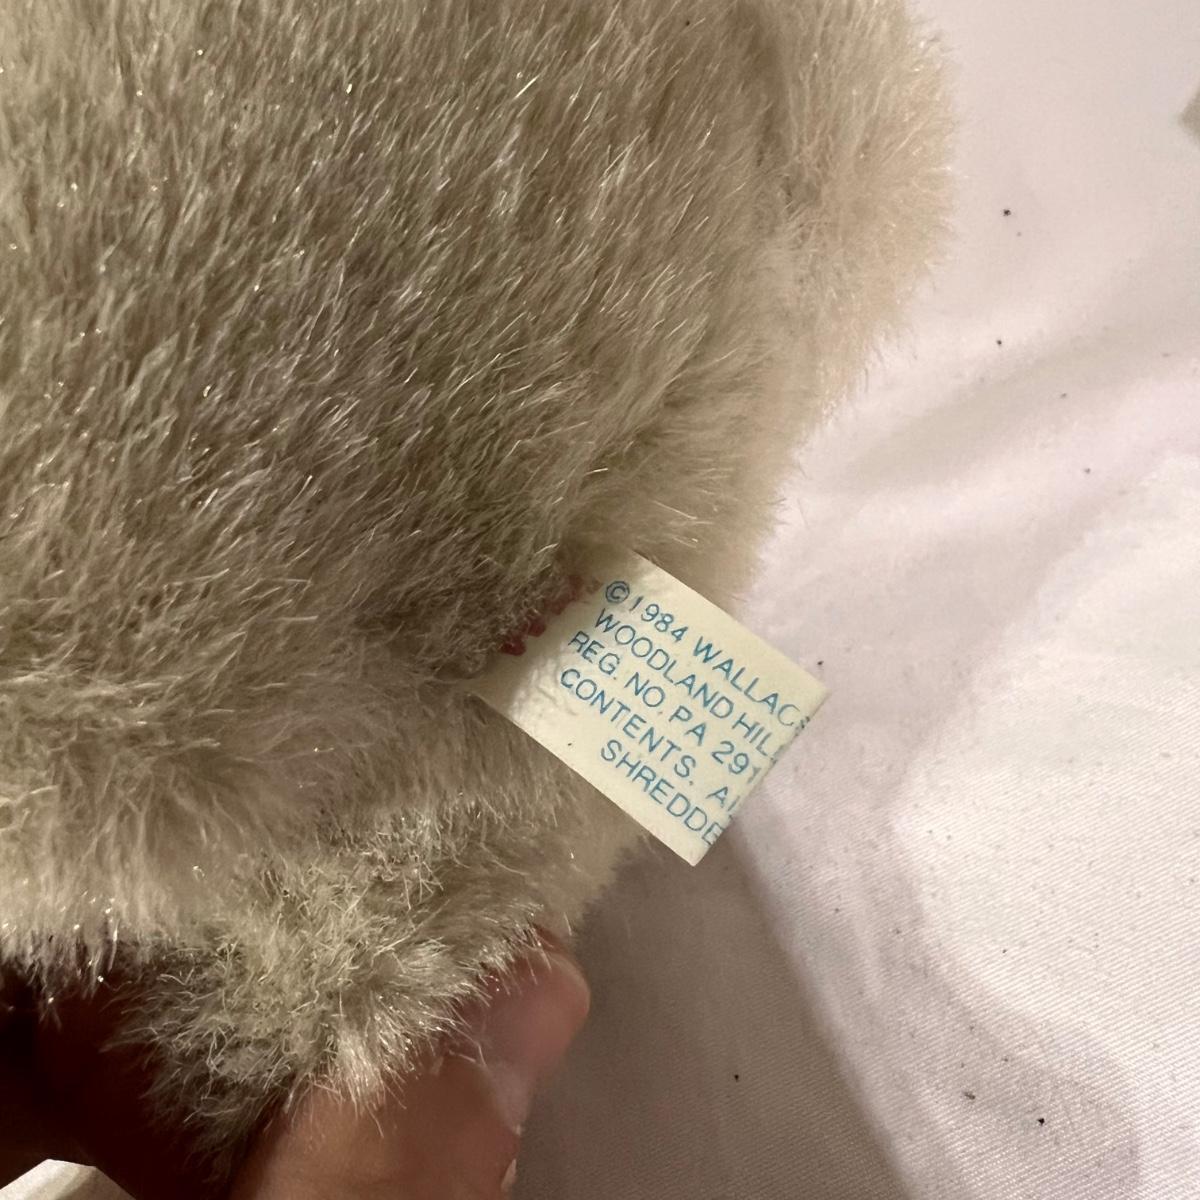 ©1984 WALLAC
WOODLAND HIL
REG. NO. PA 291
CONTENTS. A
SHREDDE